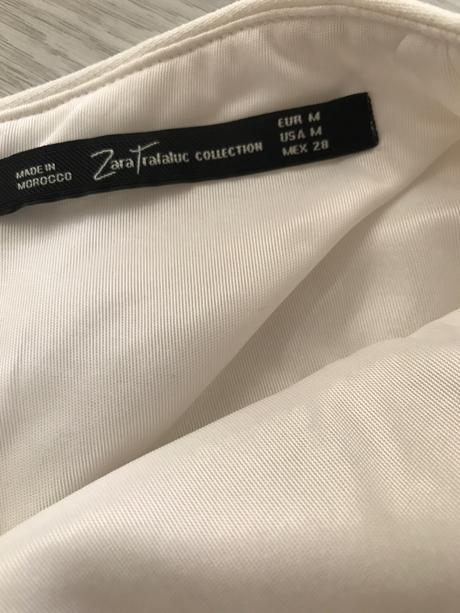 MADE IN
MOROCCO
Zara Trafaluc COLLECTION
EUR M
USA M
MEX 28